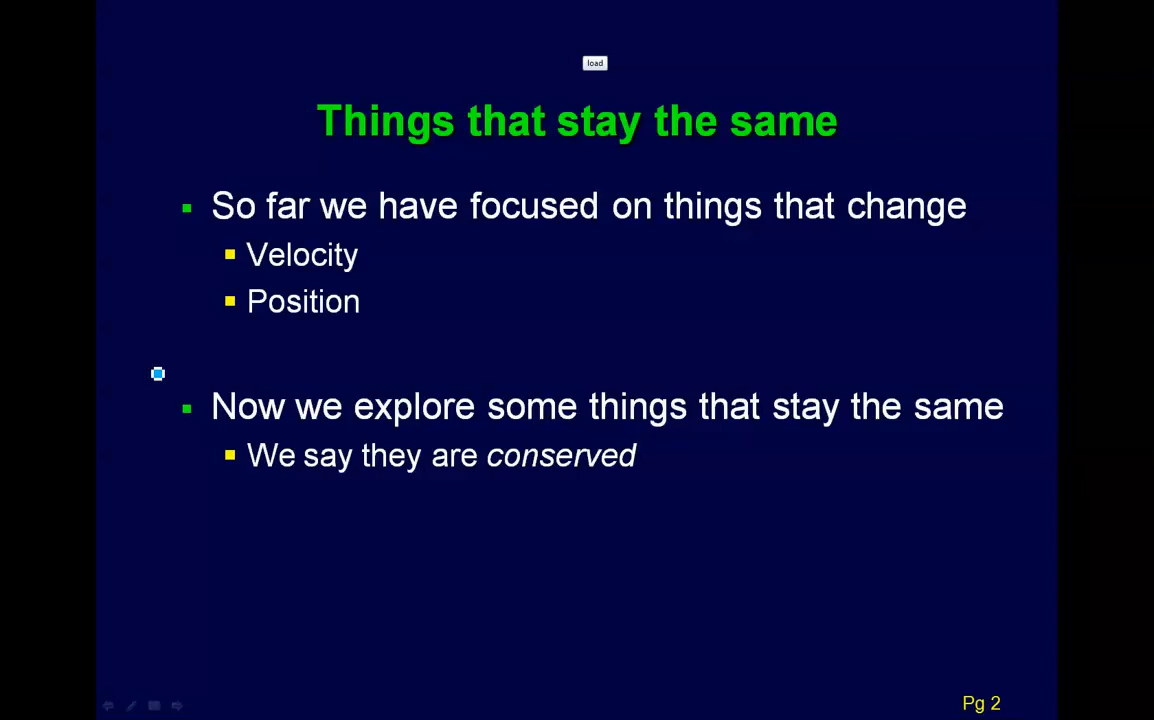 load
Things that stay the same
So far we have focused on things that change
Velocity
Position
Now we explore some things that stay the same
We say they are conserved
Pg 2